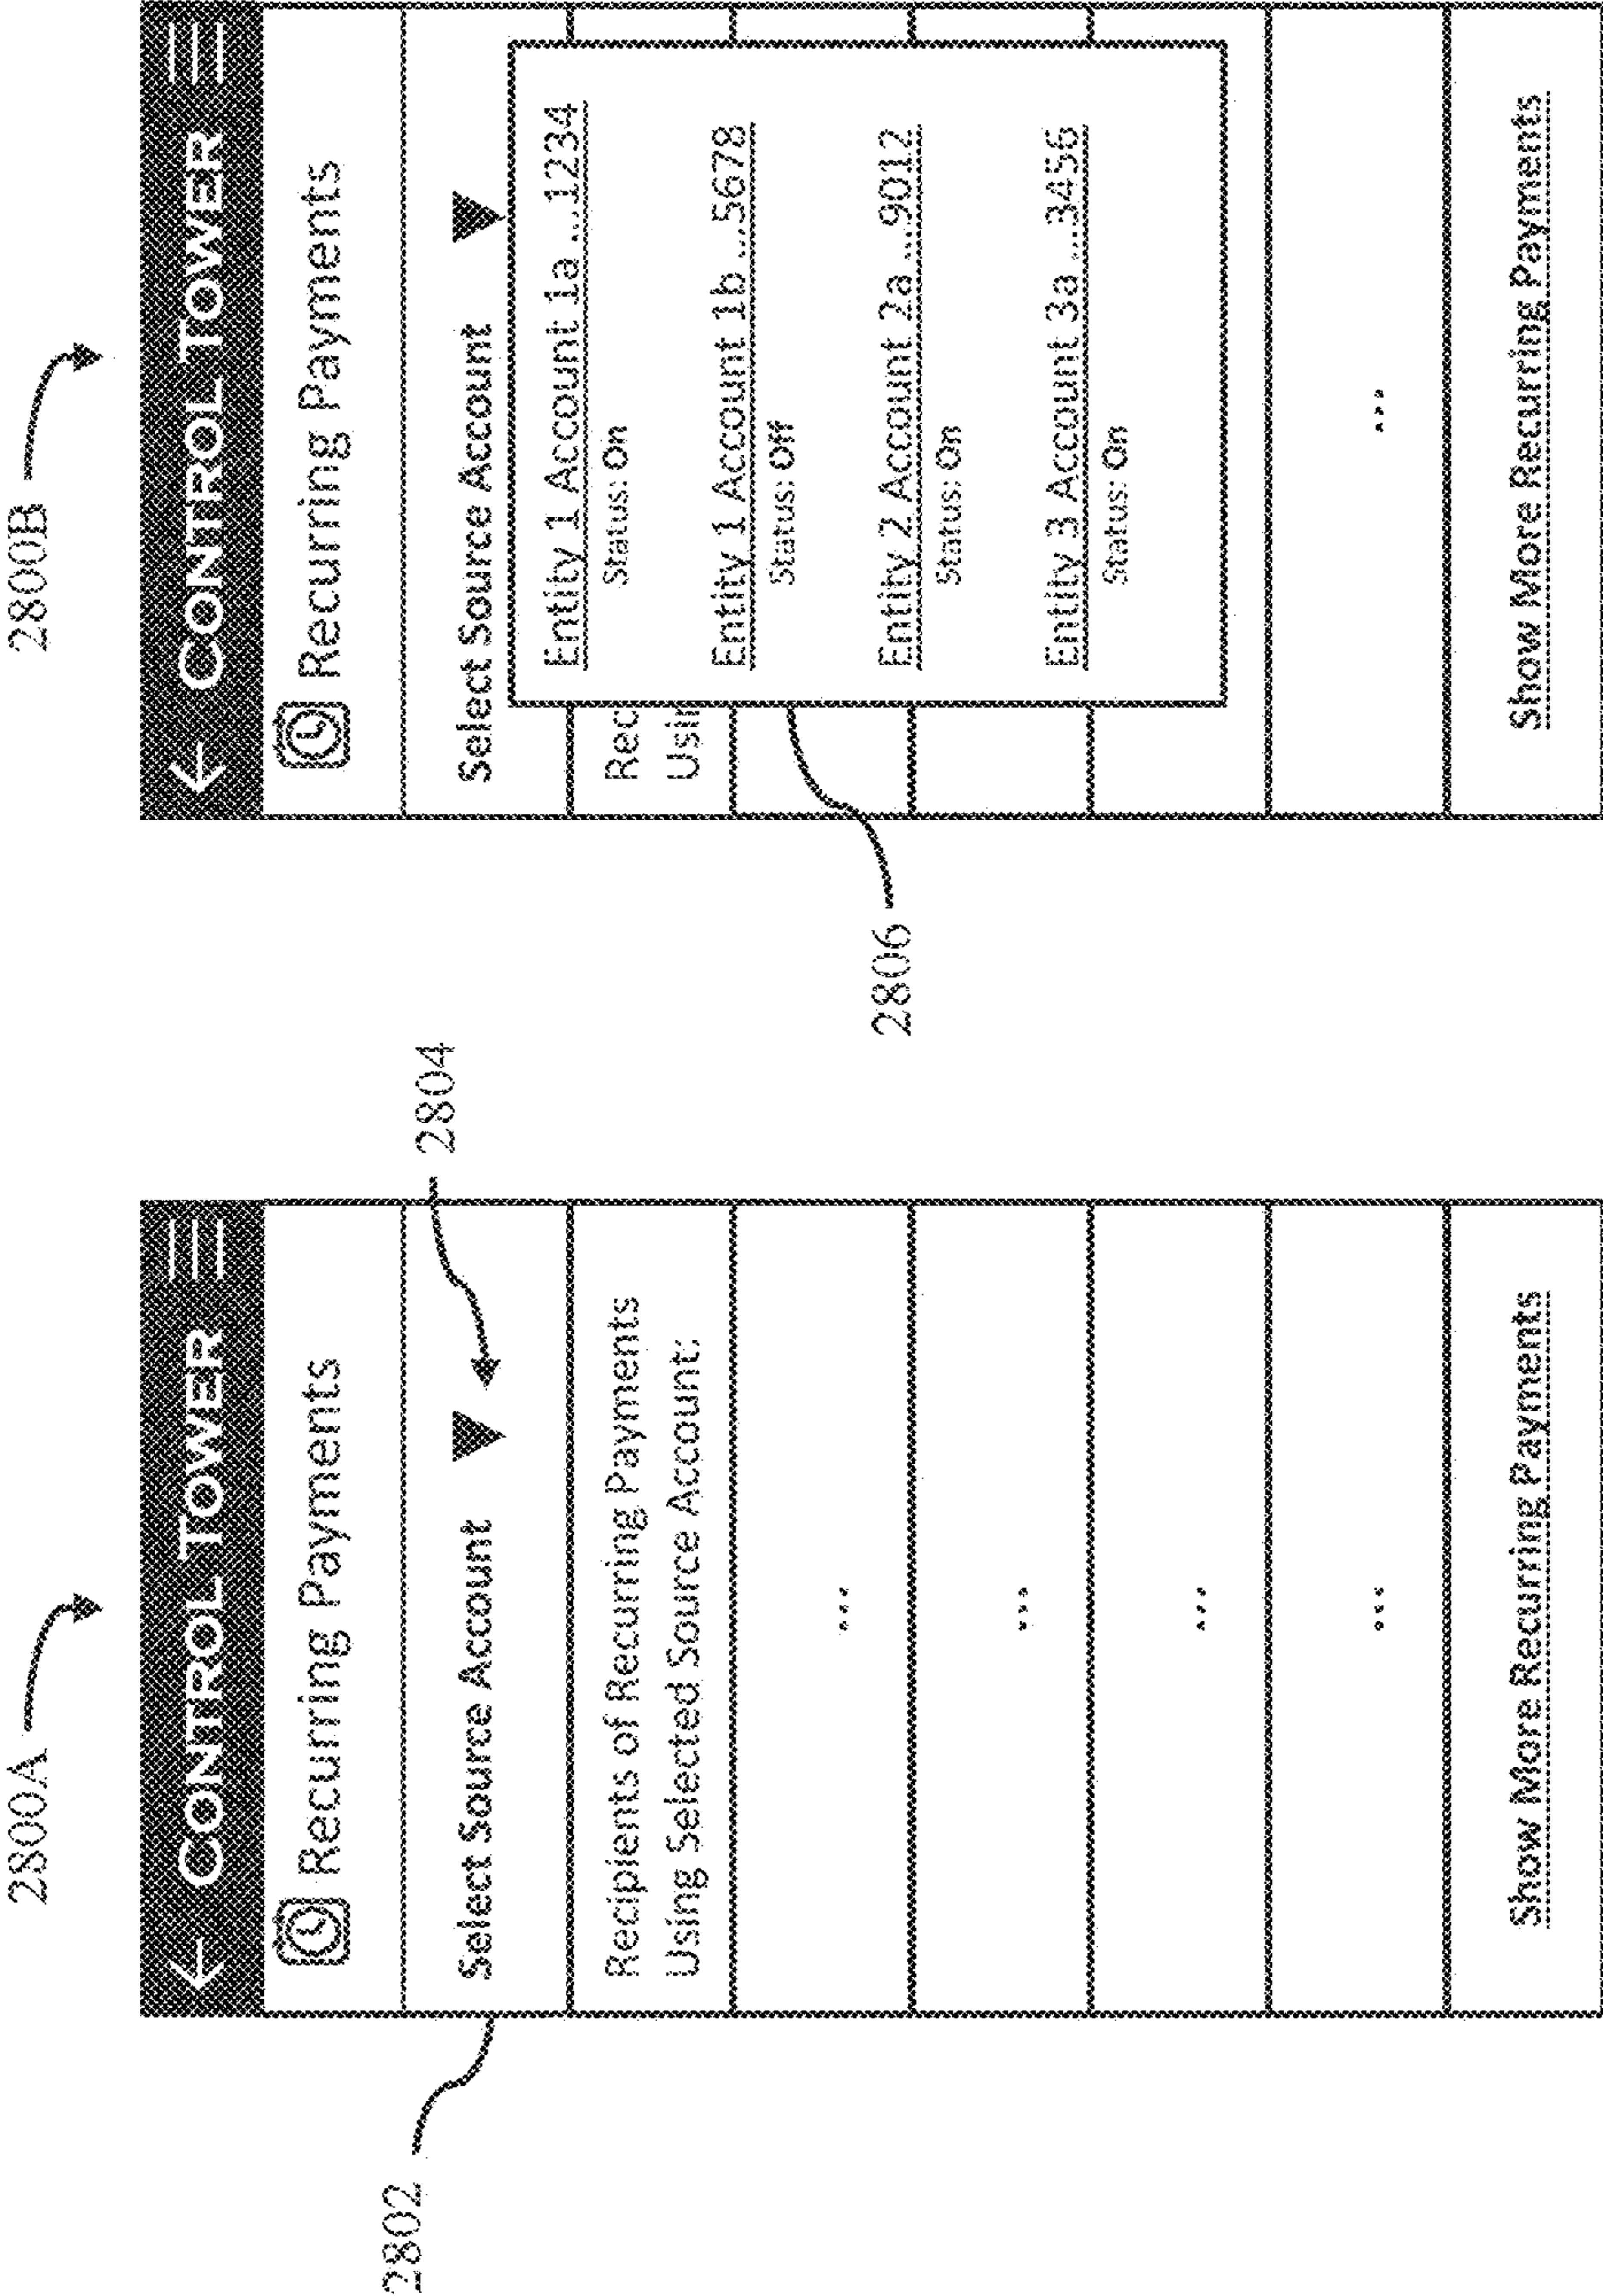 2800A
CONTROL TOWER
Recurring Payments
2802
Select Source Account
2804
Recipients of Recurring Payments
Using Selected Source Account:
...
...
...
...
Show More Recurring Payments
2800B
CONTROL TOWER
Recurring Payments
Select Source Account
Rec
Usin
Entity 1 Account 1a ...1234
Status: On
Entity 1 Account 1b ...5678
Status: Off
Entity 2 Account 2a ...9012
Status: On
Entity 3 Account 3a ...3456
Status: On
2806
...
Show More Recurring Payments